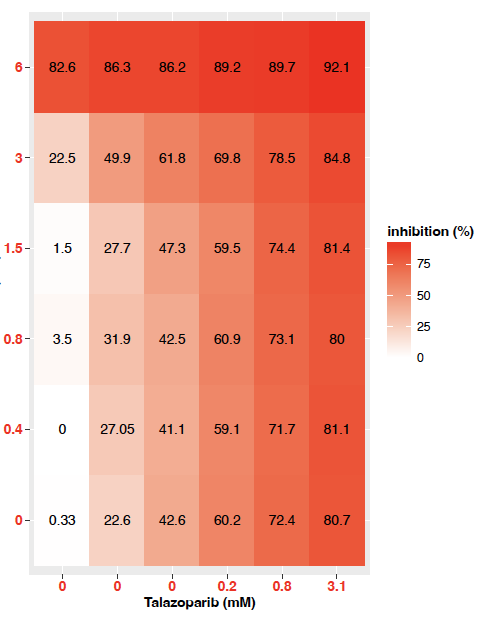 6 82.6 86.3 86.2 89.2 89.7 92.1
3 22.5 49.9 61.8 69.8 78.5 84.8
1.5 1.5 27.7 47.3 59.5 74.4 81.4
0.8 3.5 31.9 42.5 60.9 73.1 80
0.4 0 27.05 41.1 59.1 71.7 81.1
0 0.33 22.6 42.6 60.2 72.4 80.7
0 0 0 0.2 0.8 3.1
Talazoparib (mM)
inhibition (%)
75
50
25
0